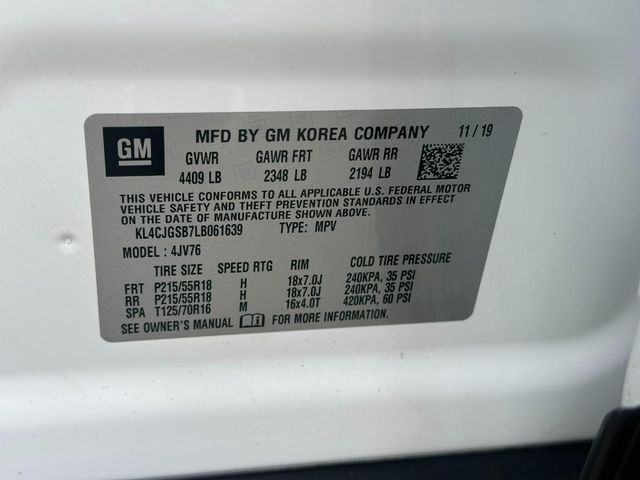 GM MFD BY GM KOREA COMPANY 11/19
GVWR GAWR FRT GAWR RR
4409 LB 2348 LB 2194 LB
THIS VEHICLE CONFORMS TO ALL APPLICABLE U.S. FEDERAL MOTOR
VEHICLE SAFETY AND THEFT PREVENTION STANDARDS IN EFFECT
ON THE DATE OF MANUFACTURE SHOWN ABOVE.
KL4CJGSB7LB061639 TYPE: MPV
MODEL: 4JV76
TIRE SIZE SPEED RTG RIM COLD TIRE PRESSURE
FRT P215/55R18 H 18x7.0J 240KPA, 35 PSI
RR P215/55R18 H 18x7.0J 240KPA, 35 PSI
SPA T125/70R16 M 16x4.0T 420KPA, 60 PSI
SEE OWNER'S MANUAL FOR MORE INFORMATION.